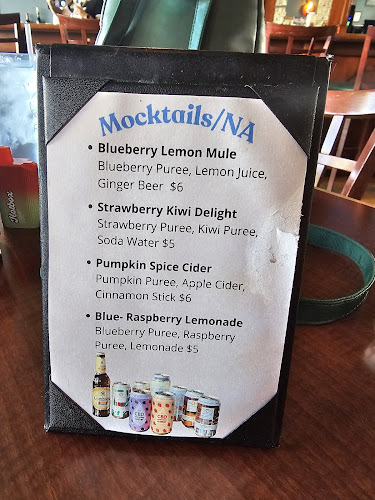 Mocktails/NA
• Blueberry Lemon Mule
Blueberry Puree, Lemon Juice,
Ginger Beer $6
• Strawberry Kiwi Delight
Strawberry Puree, Kiwi Puree,
Soda Water $5
• Pumpkin Spice Cider
Pumpkin Puree, Apple Cider,
Cinnamon Stick $6
• Blue- Raspberry Lemonade
Blueberry Puree, Raspberry
Puree, Lemonade $5
CBD
CBD